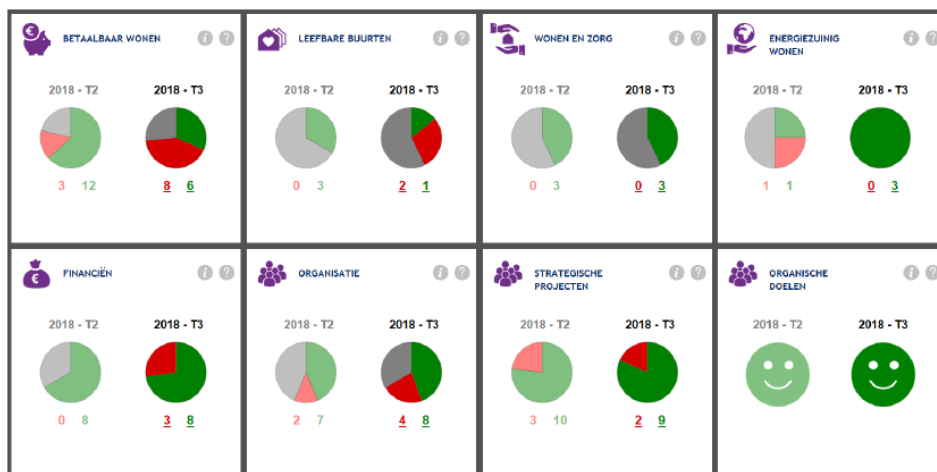 BETAALBAAR WONEN
i ?
2018 - T2 2018 - T3
3 12 8 6
LEEFBARE BUURTEN
i ?
2018 - T2 2018 - T3
0 3 2 1
WONEN EN ZORG
i ?
2018 - T2 2018 - T3
0 3 0 3
ENERGIEZUINIG
WONEN
i ?
2018 - T2 2018 - T3
1 1 0 3
FINANCIËN
i ?
2018 - T2 2018 - T3
0 8 3 8
ORGANISATIE
i ?
2018 - T2 2018 - T3
2 7 4 8
STRATEGISCHE
PROJECTEN
i ?
2018 - T2 2018 - T3
3 10 2 9
ORGANISCHE
DOELEN
i ?
2018 - T2 2018 - T3